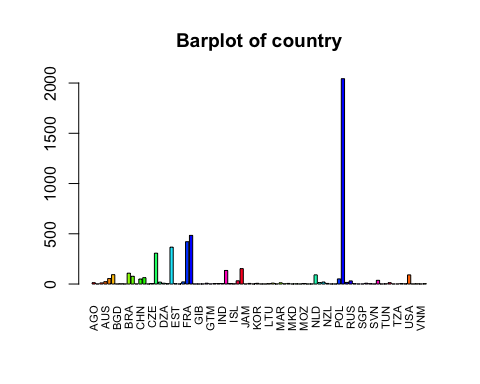 Barplot of country
2000
1500
1000
500
0
AGO AUS BGD BRA CHN CZE DZA EST FRA GIB GTM IND ISL JAM KOR LTU MAR MKD MOZ NLD NZL POL RUS SGP SVN TUN TZA USA VNM